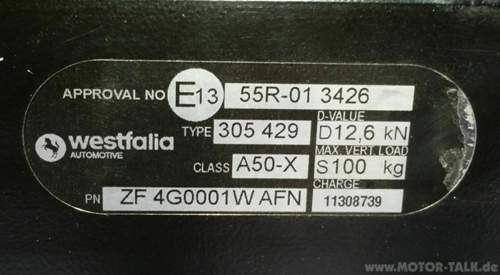 APPROVAL NO E13 55R-01 3426
D-VALUE
TYPE 305 429 D12,6 kN
westfalia
AUTOMOTIVE
MAX. VERT LOAD
CLASS A50-X S100 kg
CHARGE
PN ZF 4G0001W AFN 11308739
www.MOTOR-TALK.de